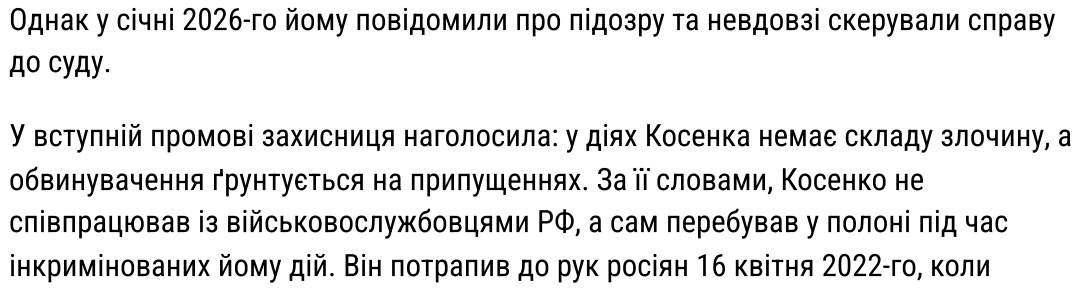 Однак у січні 2026-го йому повідомили про підозру та невдовзі скерували справу
до суду.
У вступній промові захисниця наголосила: у діях Косенка немає складу злочину, а
обвинувачення ґрунтується на припущеннях. За її словами, Косенко не
співпрацював із військовослужбовцями РФ, а сам перебував у полоні під час
інкримінованих йому дій. Він потрапив до рук росіян 16 квітня 2022-го, коли